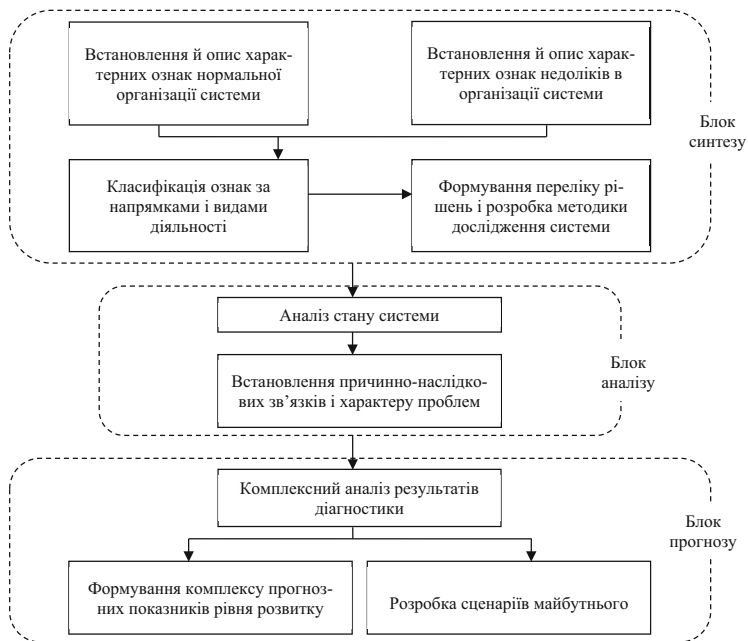 Встановлення й опис харак-
терних ознак нормальної
організації системи
Встановлення й опис харак-
терних ознак недоліків в
організації системи
Блок
синтезу
Класифікація ознак за
напрямками і видами
діяльності
Формування переліку рі-
шень і розробка методики
дослідження системи
Аналіз стану системи
Встановлення причинно-наслідко-
вих зв’язків і характеру проблем
Блок
аналізу
Комплексний аналіз результатів
діагностики
Блок
прогнозу
Формування комплексу прогноз-
них показників рівня розвитку
Розробка сценаріїв майбутнього